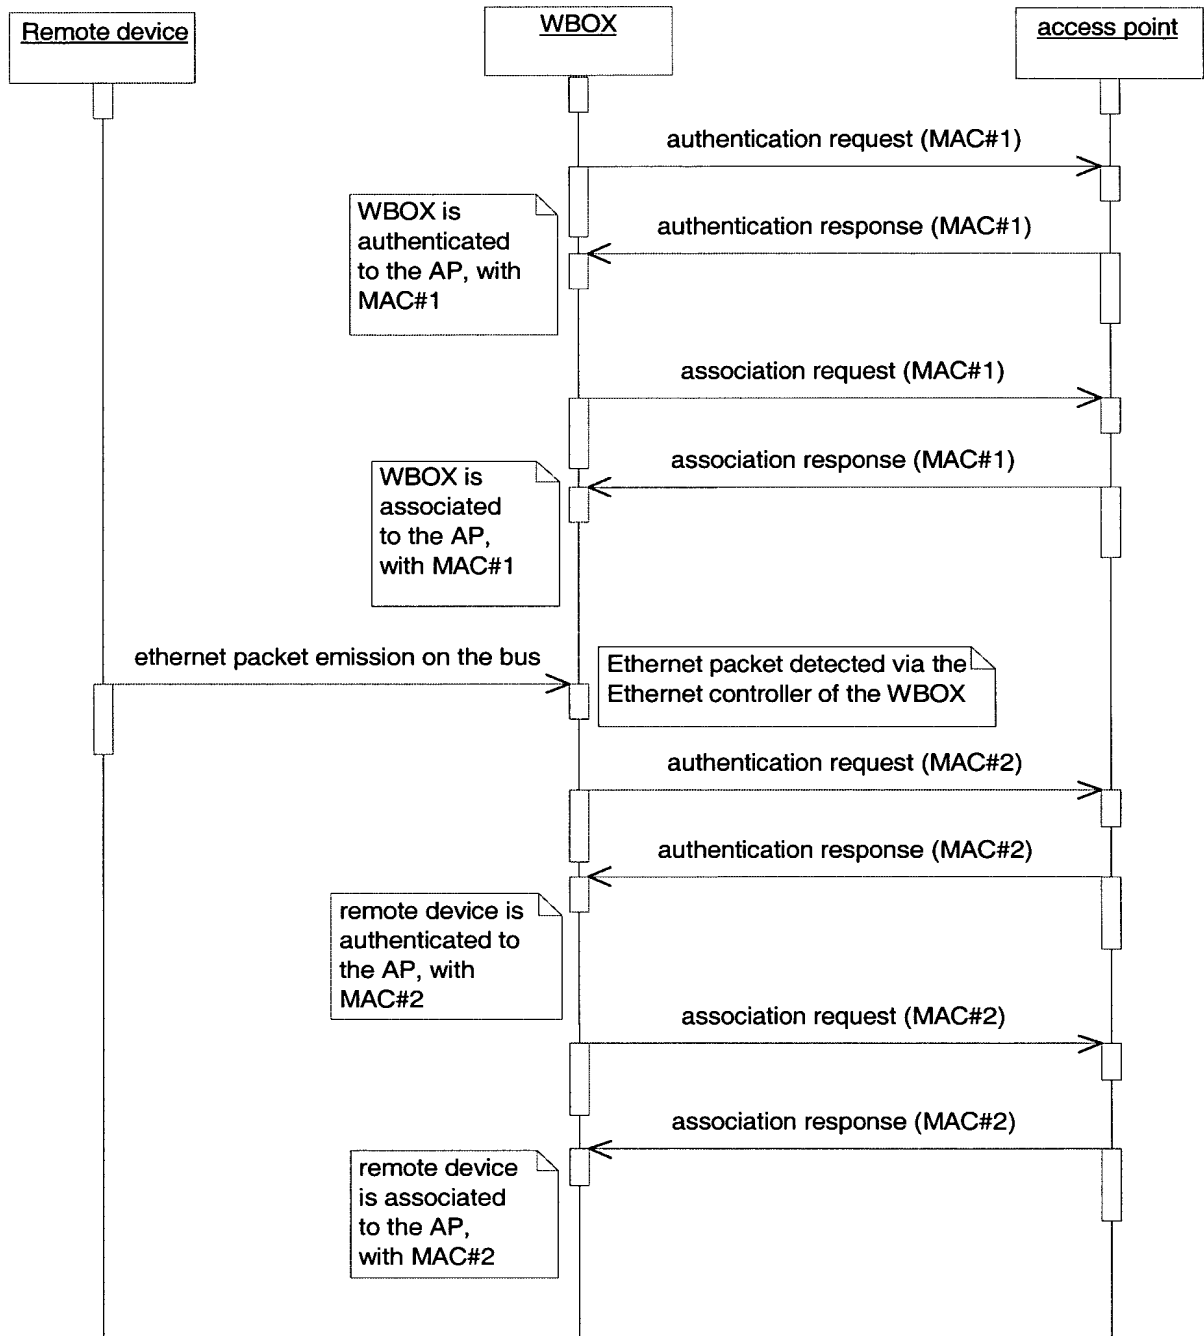 Remote device
WBOX
access point
authentication request (MAC#1)
WBOX is
authenticated
to the AP, with
MAC#1
authentication response (MAC#1)
association request (MAC#1)
association response (MAC#1)
WBOX is
associated
to the AP,
with MAC#1
ethernet packet emission on the bus
Ethernet packet detected via the
Ethernet controller of the WBOX
authentication request (MAC#2)
authentication response (MAC#2)
remote device is
authenticated to
the AP, with
MAC#2
association request (MAC#2)
association response (MAC#2)
remote device
is associated
to the AP,
with MAC#2